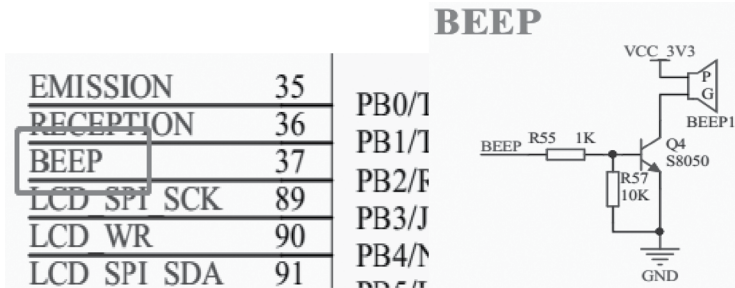 BEEP
EMISSION 35
RECEPTION 36
BEEP 37
LCD_SPI_SCK 89
LCD_WR 90
LCD_SPI_SDA 91
PB0/T
PB1/T
PB2/
PB3/J
PB4/
VCC_3V3
P
G
BEEP1
BEEP R55 1K
Q4
S8050
R57
10K
GND